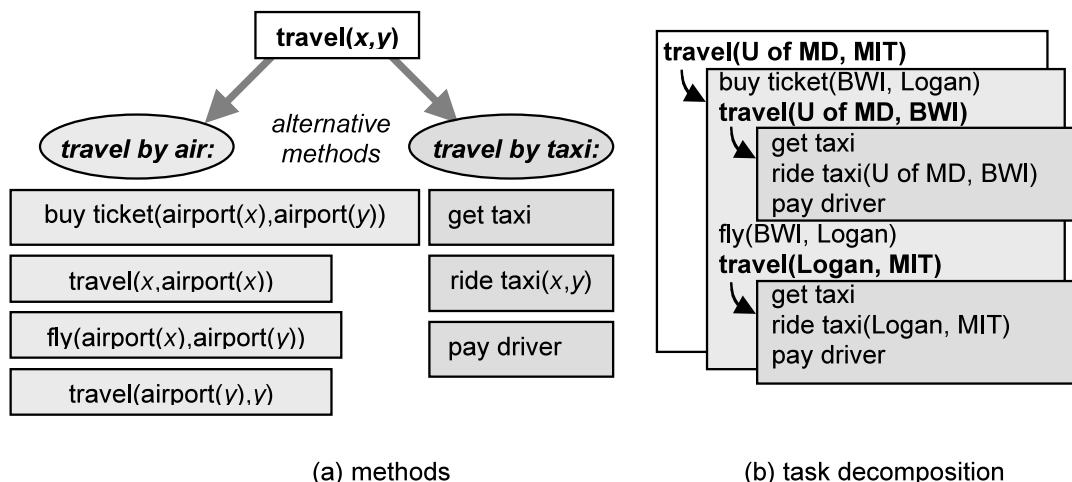 travel(x,y)
alternative
methods
travel by air:
buy ticket(airport(x),airport(y))
travel(x,airport(x))
fly(airport(x),airport(y))
travel(airport(y),y)
travel by taxi:
get taxi
ride taxi(x,y)
pay driver
(a) methods
travel(U of MD, MIT)
buy ticket(BWI, Logan)
travel(U of MD, BWI)
get taxi
ride taxi(U of MD, BWI)
pay driver
fly(BWI, Logan)
travel(Logan, MIT)
get taxi
ride taxi(Logan, MIT)
pay driver
(b) task decomposition